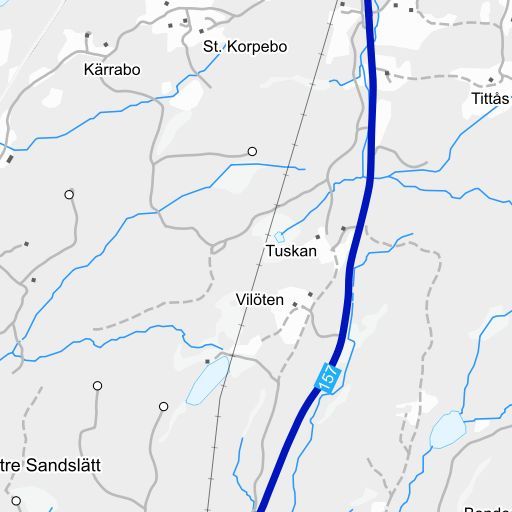 St. Korpebo
Kärrabo
Tittås
Tuskan
Vilöten
157
tre Sandslätt